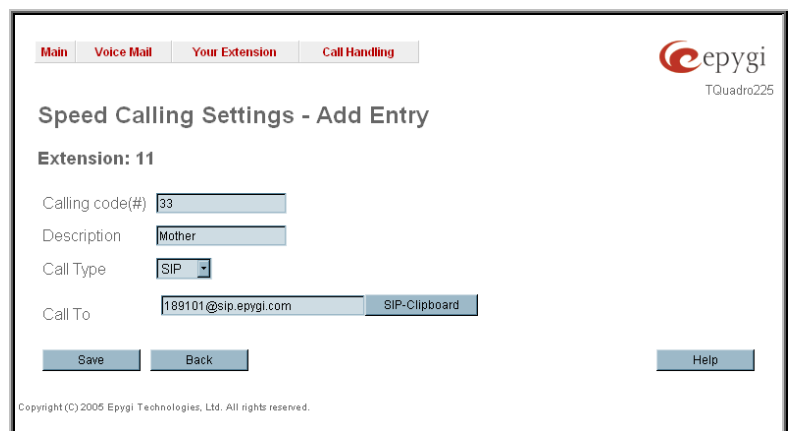 Main Voice Mail Your Extension Call Handling
epygi
TQuadro225
Speed Calling Settings - Add Entry
Extension: 11
Calling code(#) 33
Description Mother
Call Type SIP
Call To 189101@sip.epygi.com SIP-Clipboard
Save Back Help
Copyright (C) 2005 Epygi Technologies, Ltd. All rights reserved.